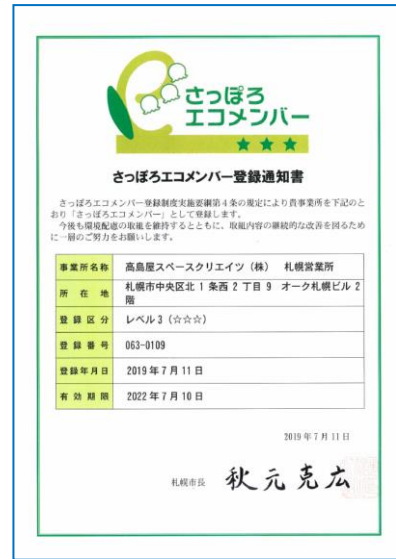 さっぽろ
エコメンバー
★★★
さっぽろエコメンバー登録通知書
さっぽろエコメンバー登録制度実施要綱第4条の規定により貴事業所を下記のと
おり「さっぽろエコメンバー」として登録します。
今後も環境配慮の取組を維持するとともに、取組内容の継続的な改善を図るため
に一層のご努力をお願いします。
事業所名称 高島屋スペースクリエイツ（株） 札幌営業所
所在地 札幌市中央区北1条西2丁目9 オーク札幌ビル2
階
登録区分 レベル3（☆☆☆）
登録番号 063-0109
登録年月日 2019年7月11日
有効期限 2022年7月10日
2019年7月11日
札幌市長 秋元克広